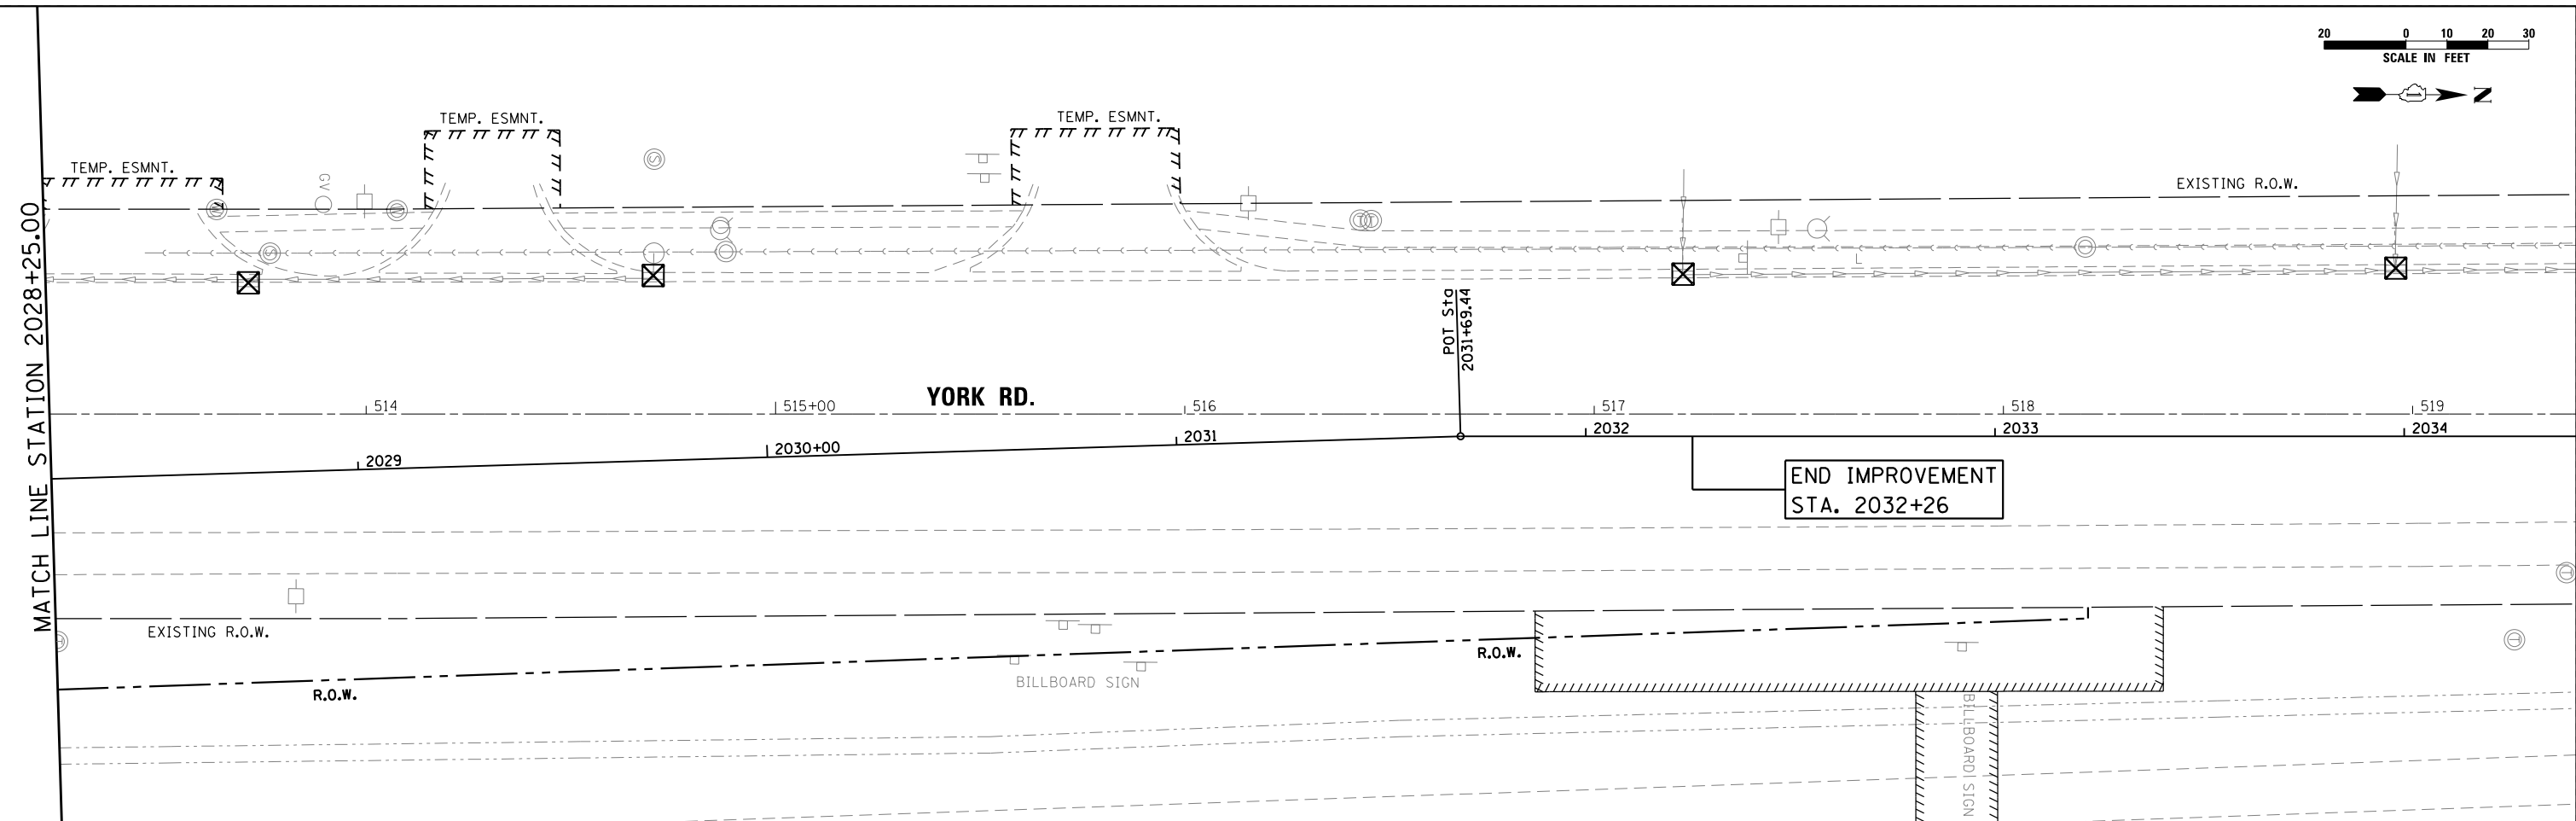 20 0 10 20 30
SCALE IN FEET
N
TEMP. ESMNT.
TEMP. ESMNT.
TEMP. ESMNT.
GV
S
S
EXISTING R.O.W.
MATCH LINE STATION 2028+25.00
POT Sta
2031+69.44
YORK RD.
514
515+00
516
517
518
519
2029
2030+00
2031
2032
2033
2034
END IMPROVEMENT
STA. 2032+26
EXISTING R.O.W.
R.O.W.
R.O.W.
BILLBOARD SIGN
BILLBOARD SIGN